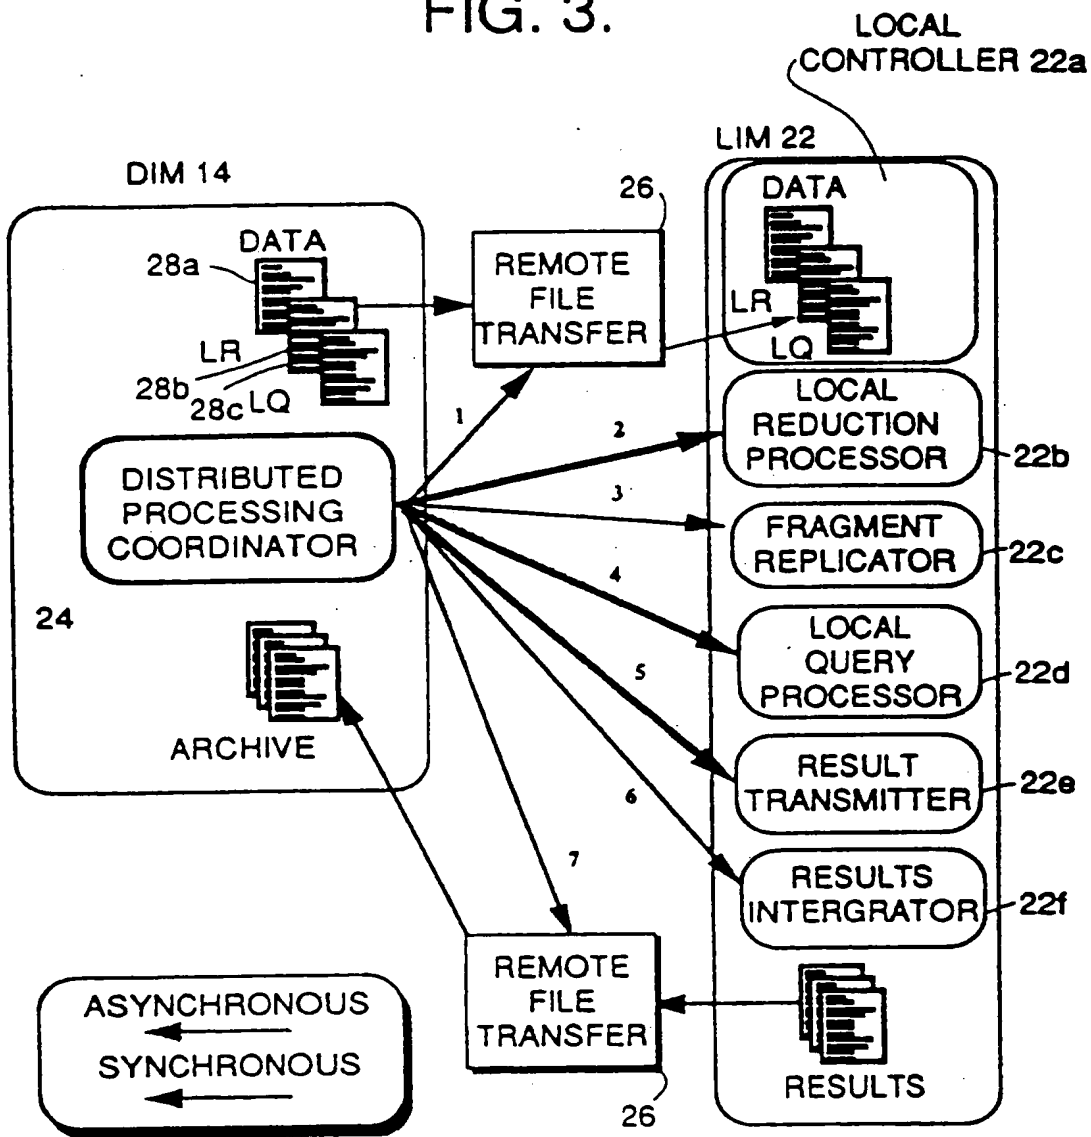 FIG. 3.
LOCAL
CONTROLLER 22a
LIM 22
DIM 14
26
DATA
DATA
28a
REMOTE
FILE
TRANSFER
LR
LQ
LR
28b
28c LQ
1
2
LOCAL
REDUCTION
PROCESSOR
22b
DISTRIBUTED
PROCESSING
COORDINATOR
3
FRAGMENT
REPLICATOR
22c
4
24
LOCAL
QUERY
PROCESSOR
22d
5
ARCHIVE
RESULT
TRANSMITTER
22e
6
7
RESULTS
INTERGRATOR
22f
REMOTE
FILE
TRANSFER
ASYNCHRONOUS
SYNCHRONOUS
RESULTS
26